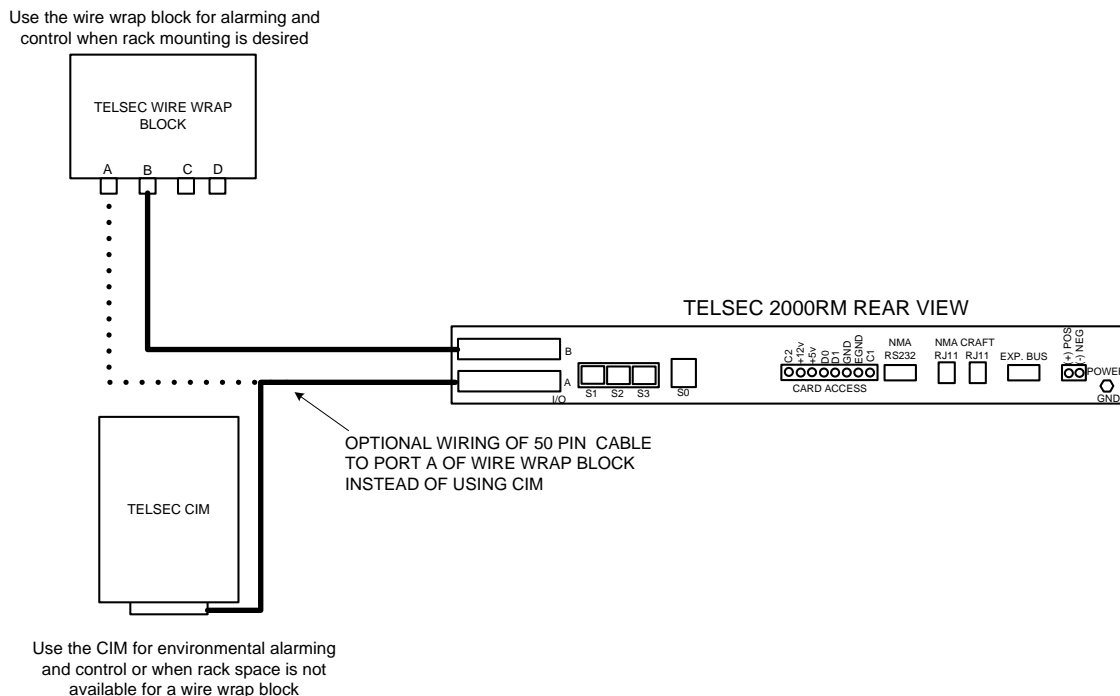 Use the wire wrap block for alarming and
control when rack mounting is desired
TELSEC WIRE WRAP
BLOCK
A B C D
TELSEC 2000RM REAR VIEW
B
A
I/O
S1 S2 S3 S0
C2 +12v +5v D0 D1 GND EGND C1
CARD ACCESS
NMA
RS232
NMA CRAFT
RJ11 RJ11
EXP. BUS
(+) POS
(-) NEG
POWER
GND
OPTIONAL WIRING OF 50 PIN CABLE
TO PORT A OF WIRE WRAP BLOCK
INSTEAD OF USING CIM
TELSEC CIM
Use the CIM for environmental alarming
and control or when rack space is not
available for a wire wrap block